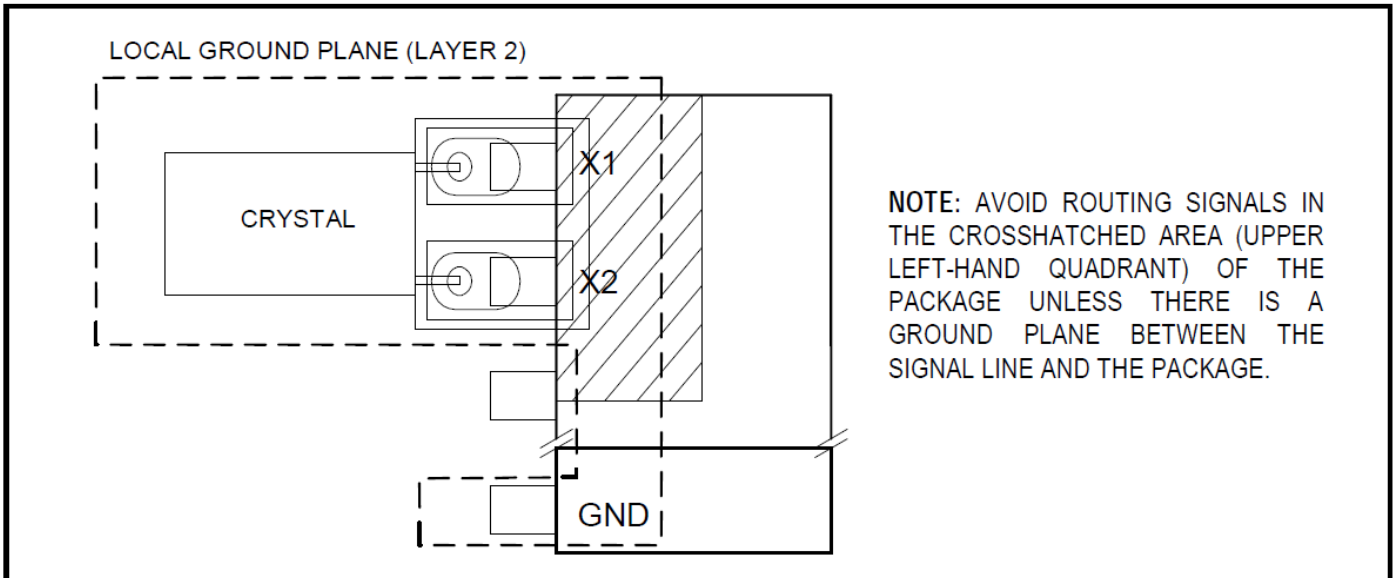 LOCAL GROUND PLANE (LAYER 2)
X1
CRYSTAL
X2
GND
NOTE: AVOID ROUTING SIGNALS IN
THE CROSSHATCHED AREA (UPPER
LEFT-HAND QUADRANT) OF THE
PACKAGE UNLESS THERE IS A
GROUND PLANE BETWEEN THE
SIGNAL LINE AND THE PACKAGE.